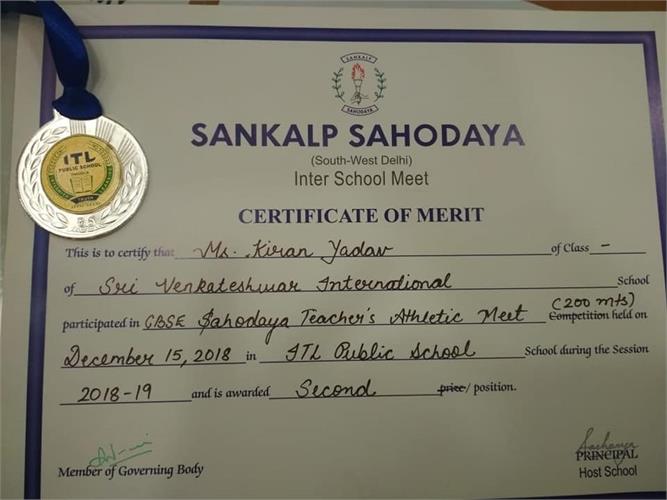 SANKALP
SAHODAYA
SANKALP SAHODAYA
(South-West Delhi)
Inter School Meet
CERTIFICATE OF MERIT
ITL
PUBLIC SCHOOL
This is to certify that Ms. Kiran Yadav of Class –
of Sri Venkateshwar International School
participated in CBSE Sahodaya Teacher's Athletic Meet (200 mts) Competition held on
December 15, 2018 in ITL Public School School during the Session
2018-19 and is awarded Second price/ position.
Member of Governing Body
PRINCIPAL
Host School